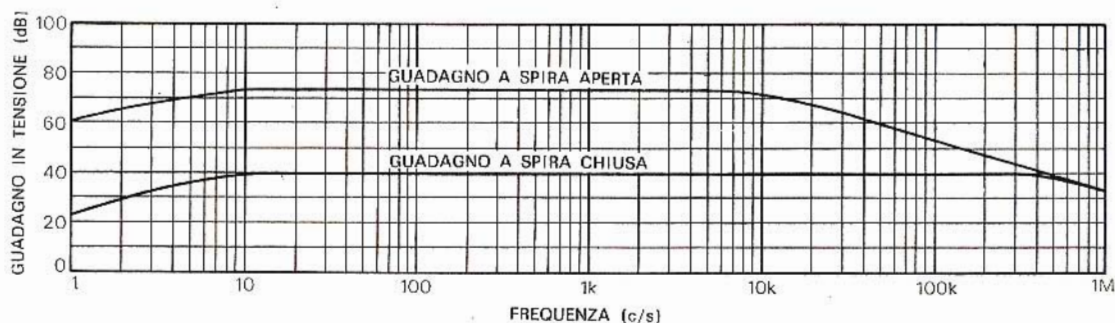 GUADAGNO IN TENSIONE (dB)
100
80
60
40
20
0
GUADAGNO A SPIRA APERTA
GUADAGNO A SPIRA CHIUSA
1 10 100 1k 10k 100k 1M
FREQUENZA (c/s)